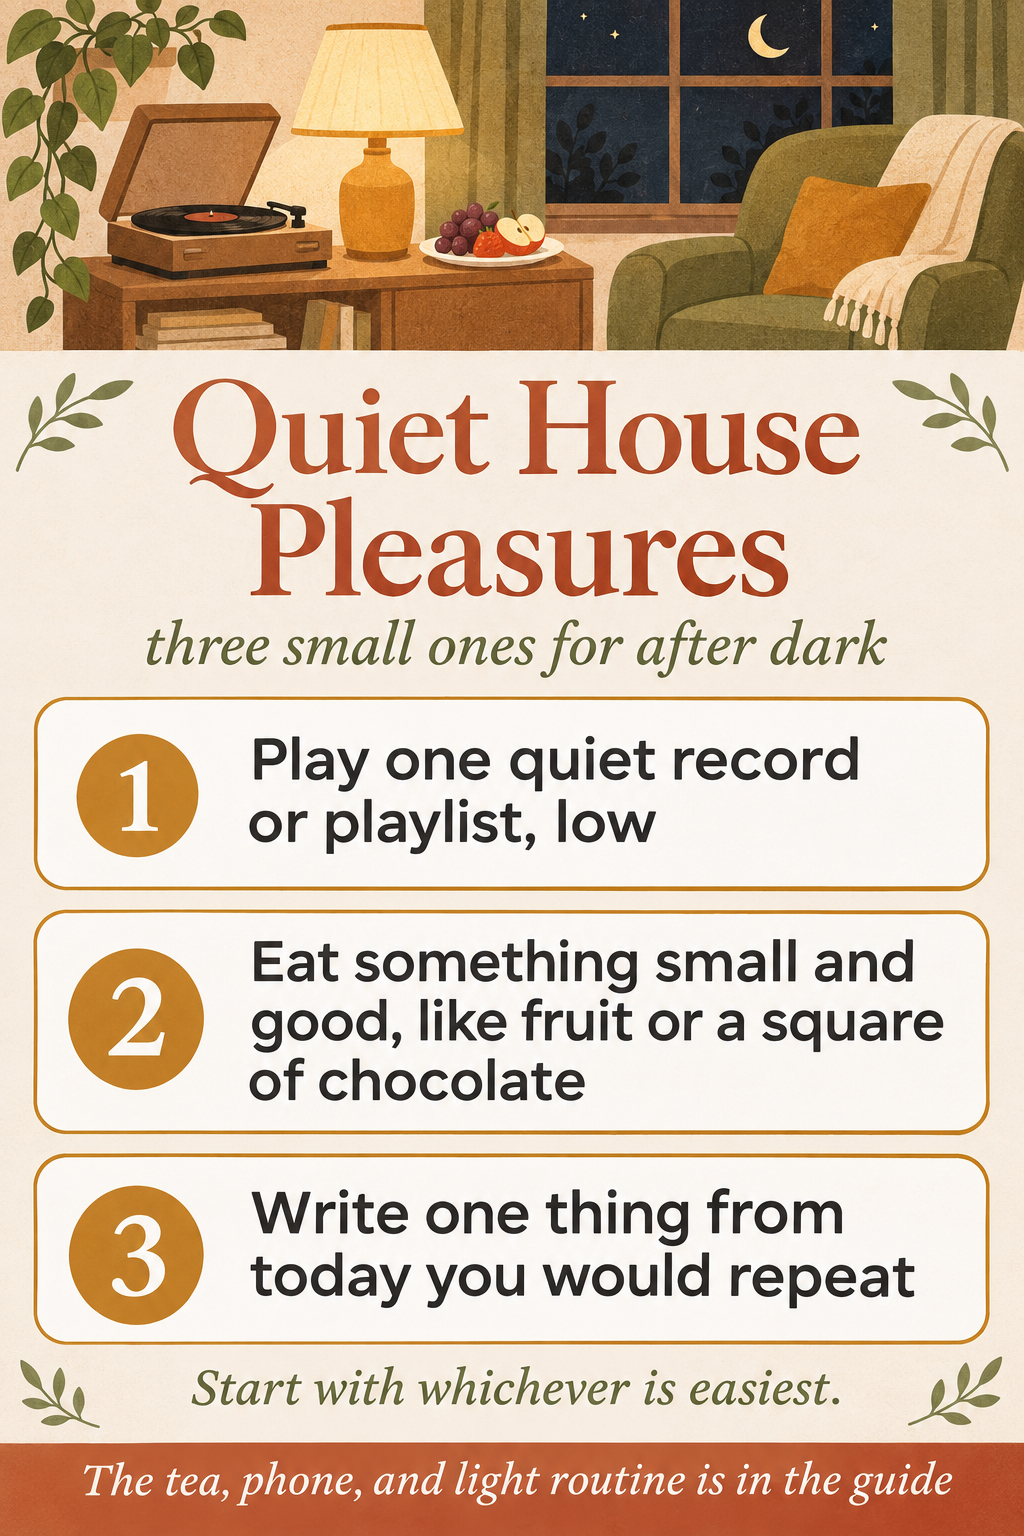 Quiet House
Pleasures
three small ones for after dark
1
Play one quiet record
or playlist, low
2
Eat something small and
good, like fruit or a square
of chocolate
3
Write one thing from
today you would repeat
Start with whichever is easiest.
The tea, phone, and light routine is in the guide